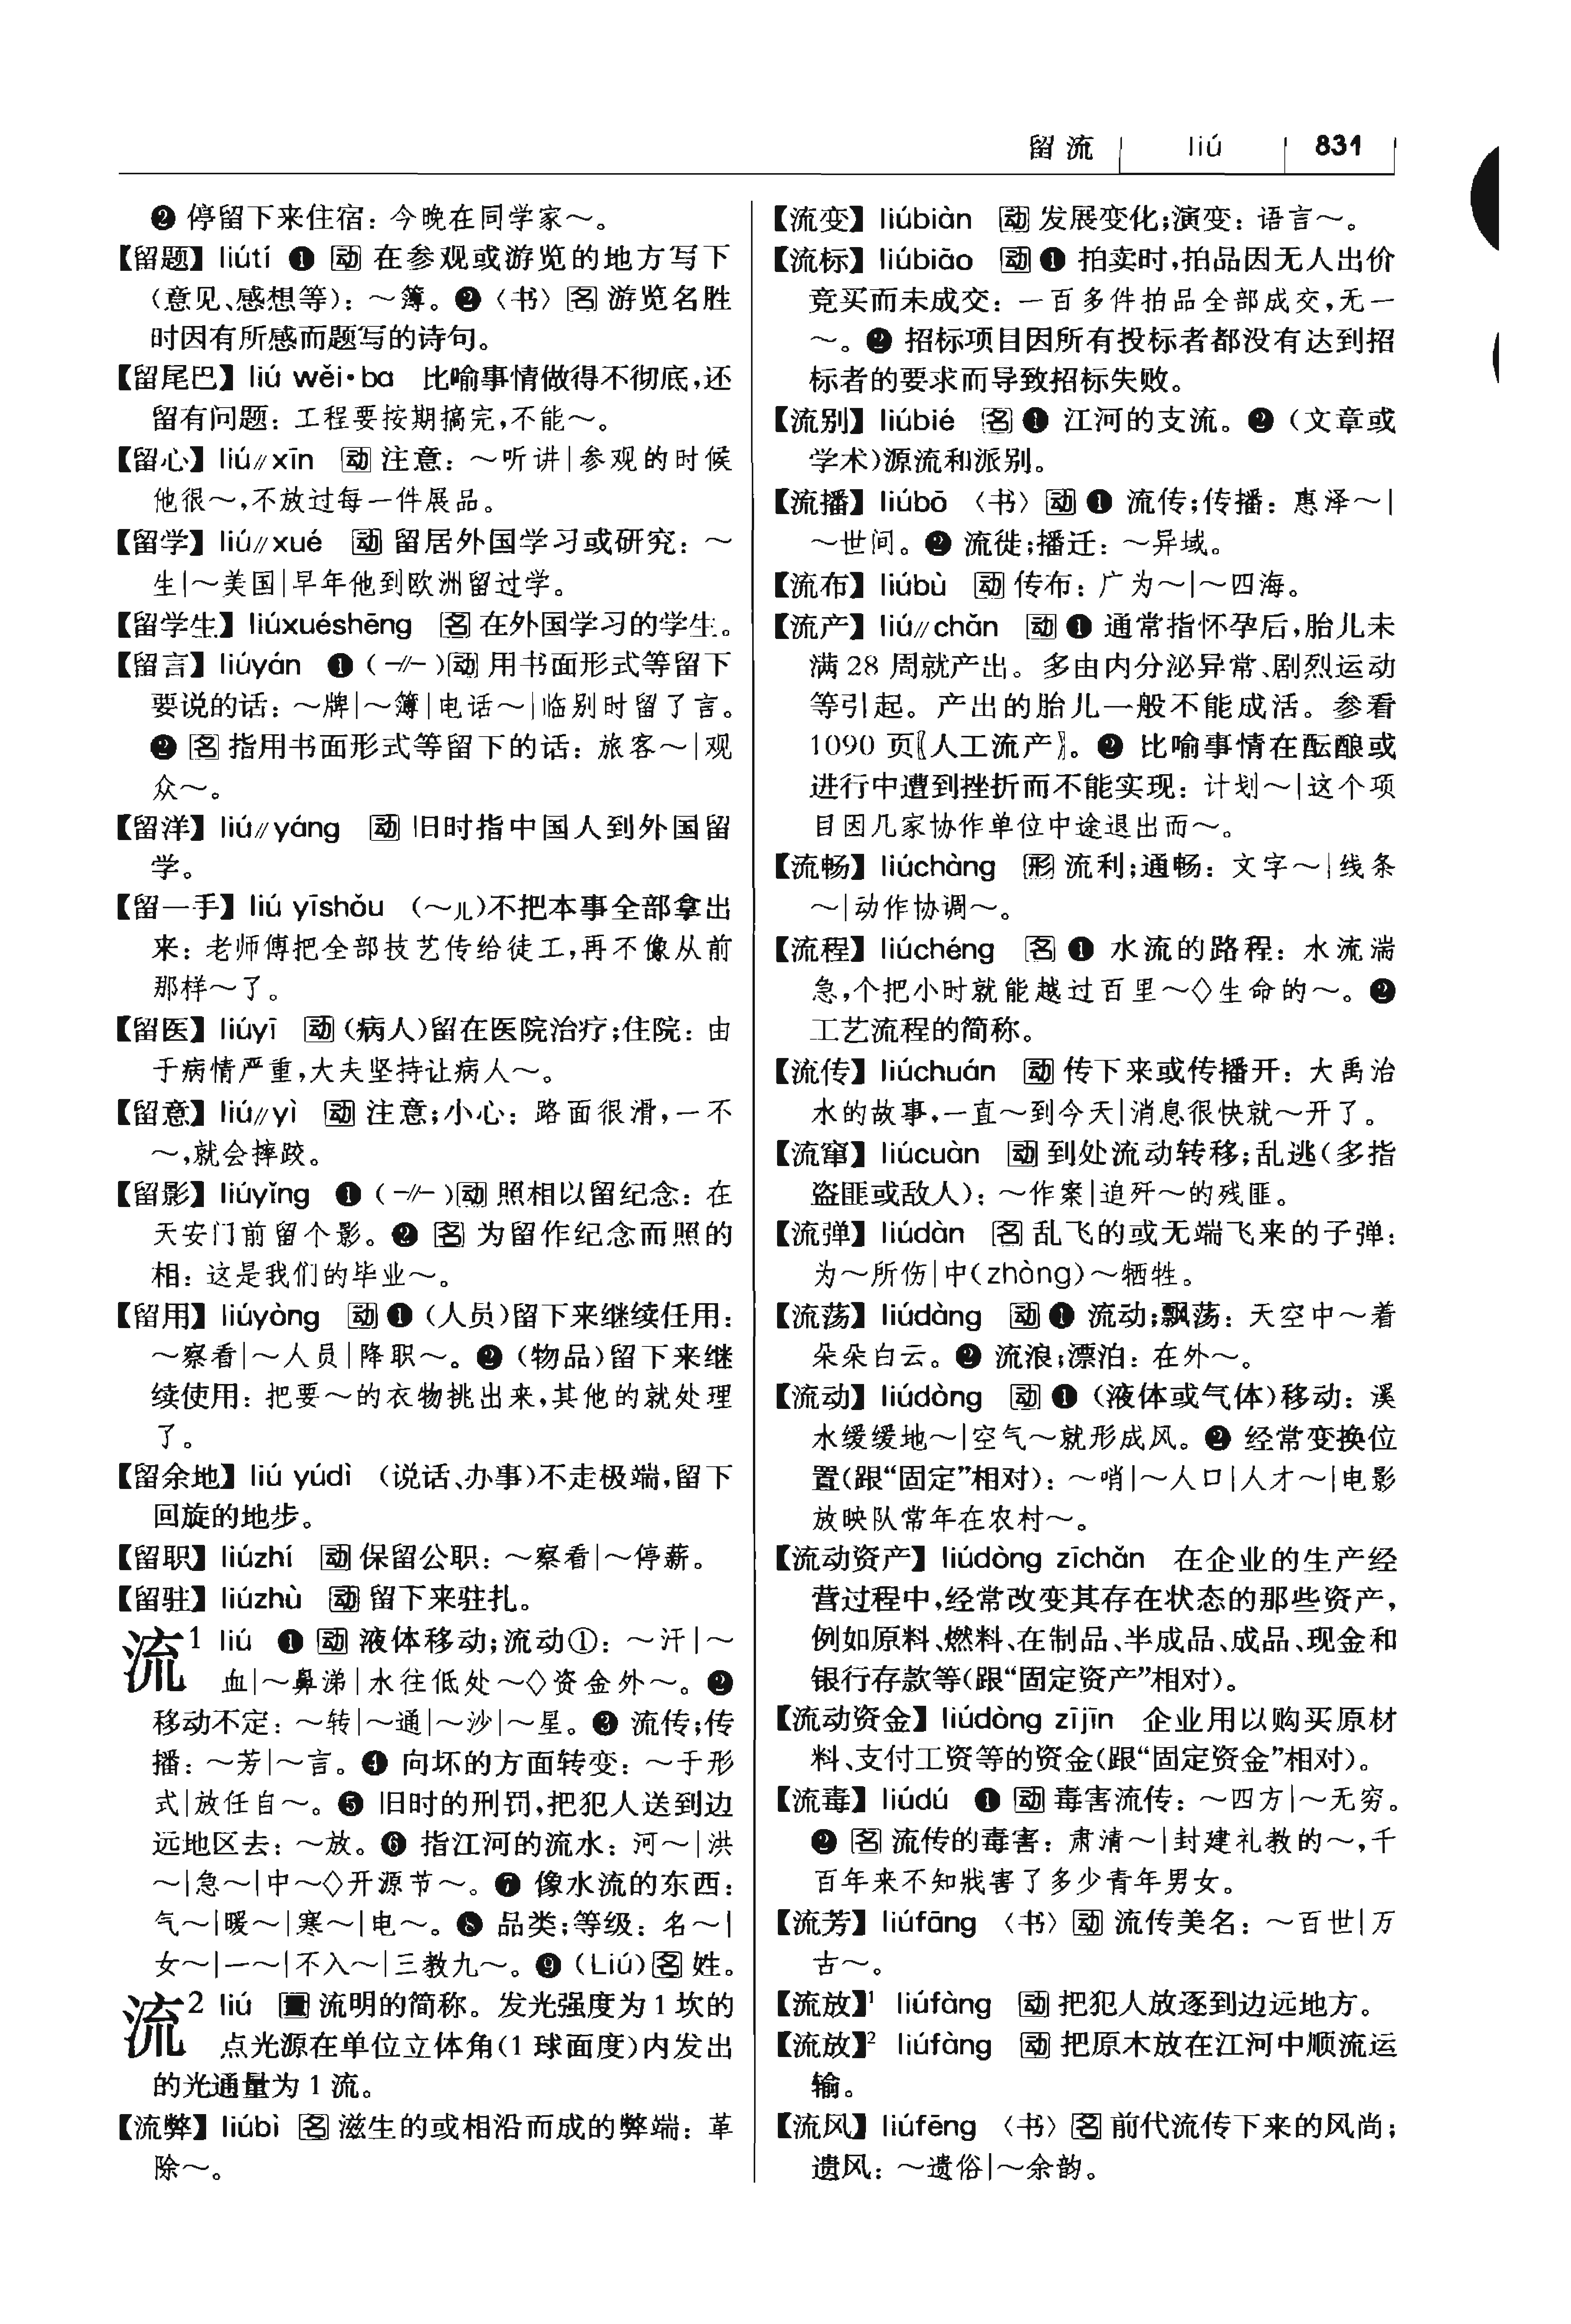 留 流 liú 831
❷ 停留下来住宿：今晚在同学家～。
【留题】liútí ❶ 动 在参观或游览的地方写下
（意见、感想等）：～簿。❷〈书〉名 游览名胜
时因有所感而题写的诗句。
【留尾巴】liú wěi·ba 比喻事情做得不彻底，还
留有问题：工程要按期搞完，不能～。
【留心】liú∥xīn 动 注意：～听讲|参观的时候
他很～，不放过每一件展品。
【留学】liú∥xué 动 留居外国学习或研究：～
生|～美国|早年他到欧洲留过学。
【留学生】liúxuéshēng 名 在外国学习的学生。
【留言】liúyán ❶（-∥-）动 用书面形式等留下
要说的话：～牌|～簿|电话～|临别时留了言。
❷ 名 指用书面形式等留下的话：旅客～|观
众～。
【留洋】liú∥yáng 动 旧时指中国人到外国留
学。
【留一手】liú yīshǒu （～儿）不把本事全部拿出
来：老师傅把全部技艺传给徒工，再不像从前
那样～了。
【留医】liúyī 动（病人）留在医院治疗；住院：由
于病情严重，大夫坚持让病人～。
【留意】liú∥yì 动 注意；小心：路面很滑，一不
～，就会摔跤。
【留影】liúyǐng ❶（-∥-）动 照相以留纪念：在
天安门前留个影。❷ 名 为留作纪念而照的
相：这是我们的毕业～。
【留用】liúyòng 动 ❶（人员）留下来继续任用：
～察看|～人员|降职～。❷（物品）留下来继
续使用：把要～的衣物挑出来，其他的就处理
了。
【留余地】liú yúdì （说话、办事）不走极端，留下
回旋的地步。
【留职】liúzhí 动 保留公职：～察看|～停薪。
【留驻】liúzhù 动 留下来驻扎。
流¹ liú ❶ 动 液体移动；流动①：～汗|～
血|～鼻涕|水往低处～◇资金外～。❷
移动不定：～转|～通|～沙|～星。❸ 流传；传
播：～芳|～言。❹ 向坏的方面转变：～于形
式|放任自～。❺ 旧时的刑罚，把犯人送到边
远地区去：～放。❻ 指江河的流水：河～|洪
～|急～|中～◇开源节～。❼ 像水流的东西：
气～|暖～|寒～|电～。❽ 品类；等级：名～|
女～|一～|不入～|三教九～。❾（Liú）名 姓。
流² liú 量 流明的简称。发光强度为1坎的
点光源在单位立体角（1球面度）内发出
的光通量为1流。
【流弊】liúbì 名 滋生的或相沿而成的弊端：革
除～。
【流变】liúbiàn 动 发展变化；演变：语言～。
【流标】liúbiāo 动 ❶ 拍卖时，拍品因无人出价
竞买而未成交：一百多件拍品全部成交，无一
～。❷ 招标项目因所有投标者都没有达到招
标者的要求而导致招标失败。
【流别】liúbié 名 ❶ 江河的支流。❷（文章或
学术）源流和派别。
【流播】liúbō 〈书〉动 ❶ 流传；传播：惠泽～|
～世间。❷ 流徙；播迁：～异域。
【流布】liúbù 动 传布：广为～|～四海。
【流产】liú∥chǎn 动 ❶ 通常指怀孕后，胎儿未
满28周就产出。多由内分泌异常、剧烈运动
等引起。产出的胎儿一般不能成活。参看
1090页〖人工流产〗。❷ 比喻事情在酝酿或
进行中遭到挫折而不能实现：计划～|这个项
目因几家协作单位中途退出而～。
【流畅】liúchàng 形 流利；通畅：文字～|线条
～|动作协调～。
【流程】liúchéng 名 ❶ 水流的路程：水流湍
急，个把小时就能越过百里～◇生命的～。❷
工艺流程的简称。
【流传】liúchuán 动 传下来或传播开：大禹治
水的故事，一直～到今天|消息很快就～开了。
【流窜】liúcuàn 动 到处流动转移；乱逃（多指
盗匪或敌人）：～作案|追歼～的残匪。
【流弹】liúdàn 名 乱飞的或无端飞来的子弹：
为～所伤|中（zhòng）～牺牲。
【流荡】liúdàng 动 ❶ 流动；飘荡：天空中～着
朵朵白云。❷ 流浪；漂泊：在外～。
【流动】liúdòng 动 ❶（液体或气体）移动：溪
水缓缓地～|空气～就形成风。❷ 经常变换位
置（跟“固定”相对）：～哨|～人口|人才～|电影
放映队常年在农村～。
【流动资产】liúdòng zīchǎn 在企业的生产经
营过程中，经常改变其存在状态的那些资产，
例如原料、燃料、在制品、半成品、成品、现金和
银行存款等（跟“固定资产”相对）。
【流动资金】liúdòng zījīn 企业用以购买原材
料、支付工资等的资金（跟“固定资金”相对）。
【流毒】liúdú ❶ 动 毒害流传：～四方|～无穷。
❷ 名 流传的毒害：肃清～|封建礼教的～，千
百年来不知戕害了多少青年男女。
【流芳】liúfāng 〈书〉动 流传美名：～百世|万
古～。
【流放】¹ liúfàng 动 把犯人放逐到边远地方。
【流放】² liúfàng 动 把原木放在江河中顺流运
输。
【流风】liúfēng 〈书〉名 前代流传下来的风尚；
遗风：～遗俗|～余韵。